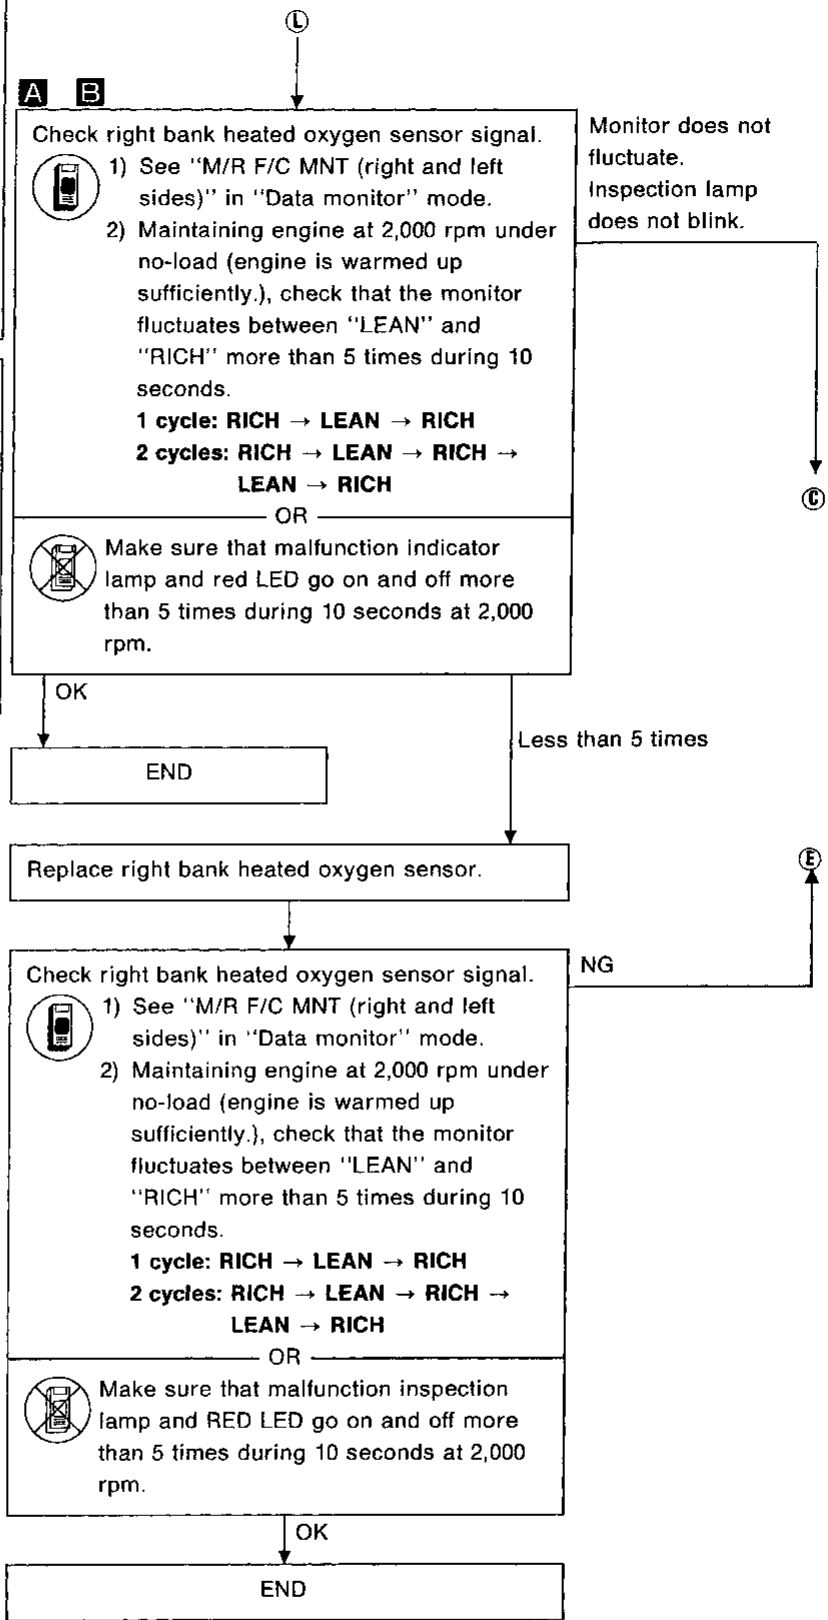 L
A B
Check right bank heated oxygen sensor signal.
1) See "M/R F/C MNT (right and left
sides)" in "Data monitor" mode.
2) Maintaining engine at 2,000 rpm under
no-load (engine is warmed up
sufficiently.), check that the monitor
fluctuates between "LEAN" and
"RICH" more than 5 times during 10
seconds.
1 cycle: RICH → LEAN → RICH
2 cycles: RICH → LEAN → RICH →
LEAN → RICH
OR
Make sure that malfunction indicator
lamp and red LED go on and off more
than 5 times during 10 seconds at 2,000
rpm.
Monitor does not
fluctuate.
Inspection lamp
does not blink.
C
OK
END
Less than 5 times
Replace right bank heated oxygen sensor.
E
Check right bank heated oxygen sensor signal.
1) See "M/R F/C MNT (right and left
sides)" in "Data monitor" mode.
2) Maintaining engine at 2,000 rpm under
no-load (engine is warmed up
sufficiently.), check that the monitor
fluctuates between "LEAN" and
"RICH" more than 5 times during 10
seconds.
1 cycle: RICH → LEAN → RICH
2 cycles: RICH → LEAN → RICH →
LEAN → RICH
OR
Make sure that malfunction inspection
lamp and RED LED go on and off more
than 5 times during 10 seconds at 2,000
rpm.
NG
OK
END